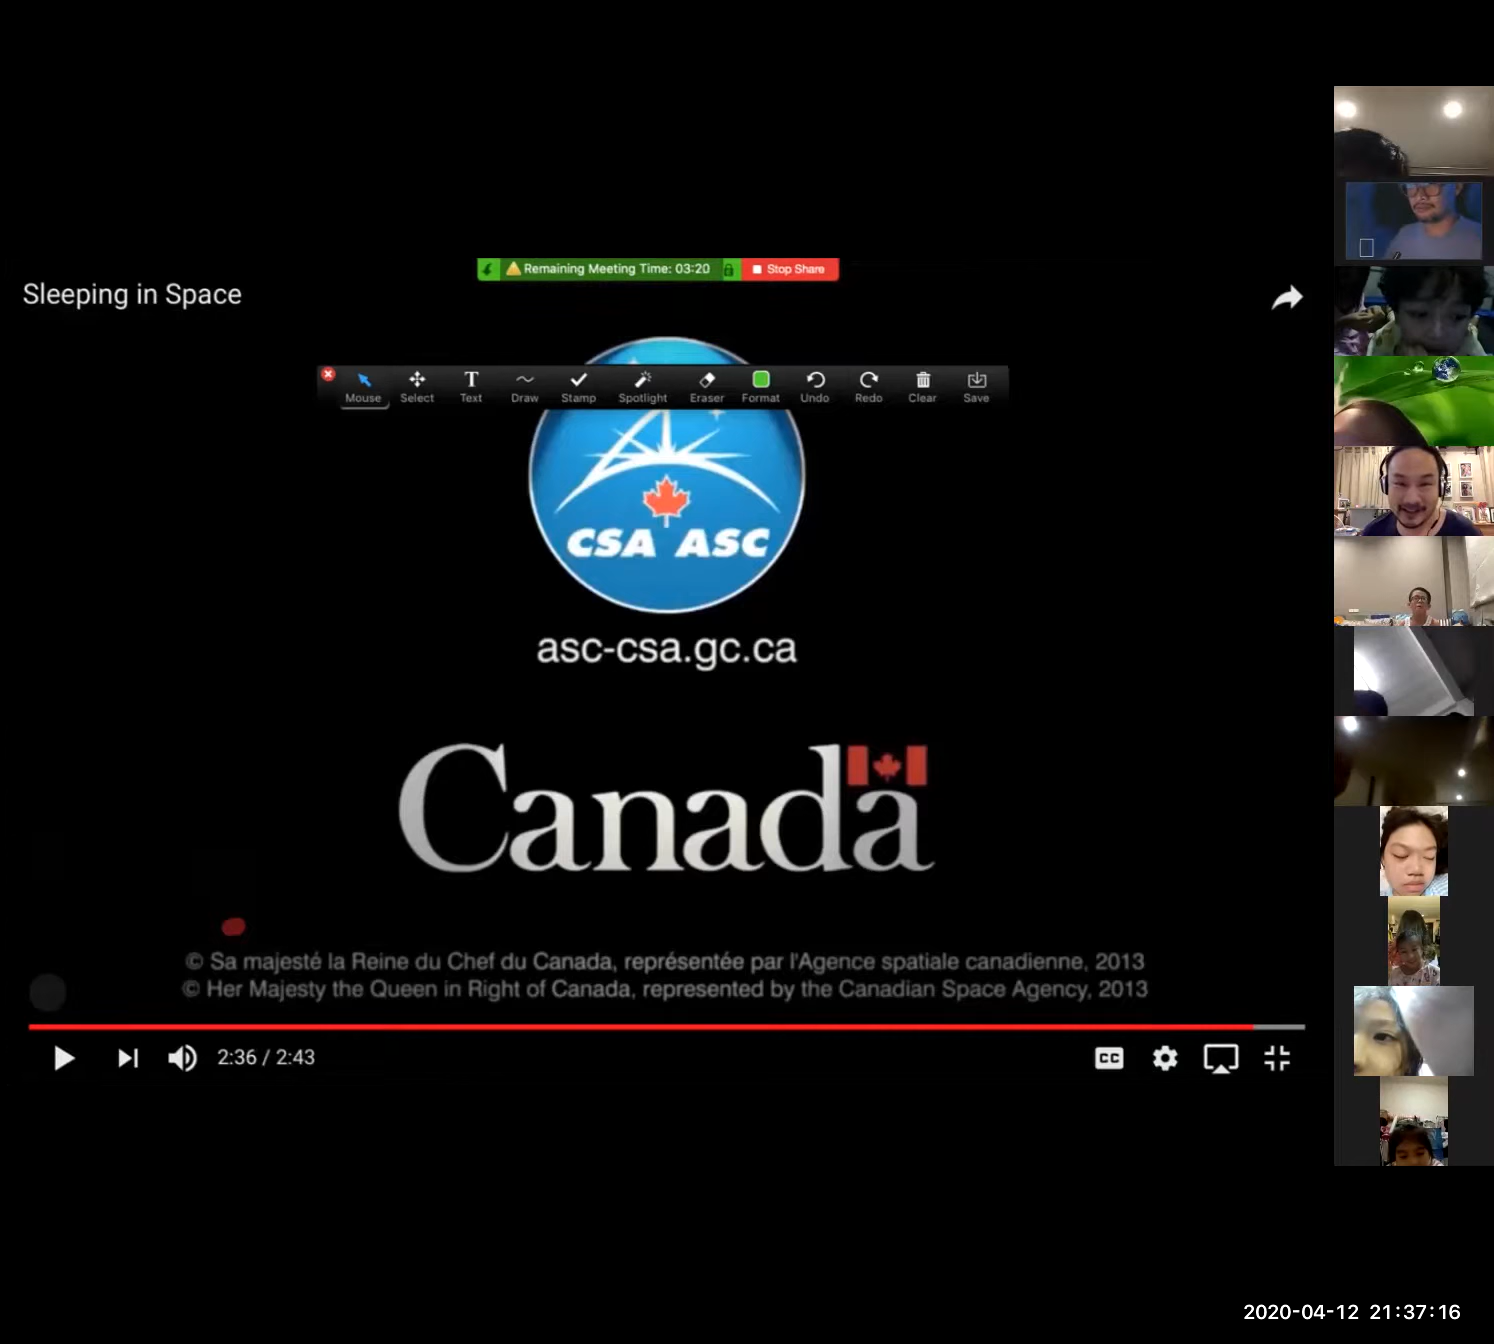 Remaining Meeting Time: 03:20
Stop Share
Sleeping in Space
Mouse
Select
Text
Draw
Stamp
Spotlight
Eraser
Format
Undo
Redo
Clear
Save
CSA ASC
asc-csa.gc.ca
Canada
© Sa majesté la Reine du Chef du Canada, représentée par l'Agence spatiale canadienne, 2013
© Her Majesty the Queen in Right of Canada, represented by the Canadian Space Agency, 2013
2:36 / 2:43
CC
2020-04-12 21:37:16